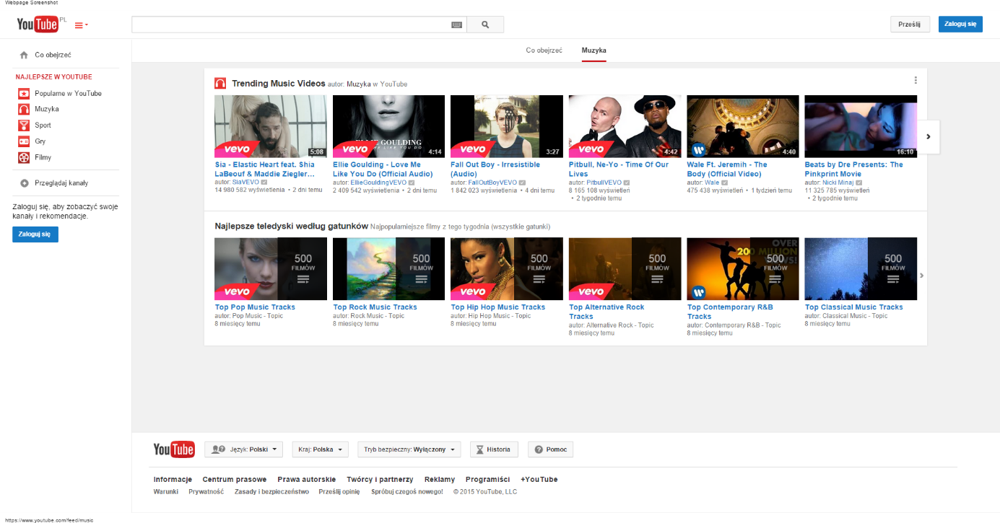 Webpage Screenshot
YouTube PL
Prześlij
Zaloguj się
Co obejrzeć
Muzyka
Co obejrzeć
NAJLEPSZE W YOUTUBE
Popularne w YouTube
Muzyka
Sport
Gry
Filmy
Przeglądaj kanały
Zaloguj się, aby zobaczyć swoje
kanały i rekomendacje.
Zaloguj się
Trending Music Videos autor: Muzyka w YouTube
vevo
5:08
Sia - Elastic Heart feat. Shia
LaBeouf & Maddie Ziegler...
autor: SiaVEVO
14 980 582 wyświetlenia • 2 dni temu
ELLIE GOULDING
LOVE ME LIKE YOU DO
vevo
4:14
Ellie Goulding - Love Me
Like You Do (Official Audio)
autor: EllieGouldingVEVO
2 409 542 wyświetlenia • 2 dni temu
vevo
3:27
Fall Out Boy - Irresistible
(Audio)
autor: FallOutBoyVEVO
1 842 023 wyświetlenia • 4 dni temu
vevo
4:42
Pitbull, Ne-Yo - Time Of Our
Lives
autor: PitbullVEVO
8 165 108 wyświetleń
• 2 tygodnie temu
4:40
Wale Ft. Jeremih - The
Body (Official Video)
autor: Wale
475 438 wyświetleń • 1 tydzień temu
16:10
Beats by Dre Presents: The
Pinkprint Movie
autor: Nicki Minaj
11 325 785 wyświetleń
• 2 tygodnie temu
Najlepsze teledyski według gatunków Najpopularniejsze filmy z tego tygodnia (wszystkie gatunki)
vevo
500
FILMÓW
Top Pop Music Tracks
autor: Pop Music - Topic
8 miesięcy temu
500
FILMÓW
Top Rock Music Tracks
autor: Rock Music - Topic
8 miesięcy temu
vevo
500
FILMÓW
Top Hip Hop Music Tracks
autor: Hip Hop Music - Topic
8 miesięcy temu
vevo
500
FILMÓW
Top Alternative Rock
Tracks
autor: Alternative Rock - Topic
8 miesięcy temu
OVER
200 MILLION
500
FILMÓW
Top Contemporary R&B
Tracks
autor: Contemporary R&B - Topic
8 miesięcy temu
500
FILMÓW
Top Classical Music Tracks
autor: Classical Music - Topic
8 miesięcy temu
YouTube
Język: Polski
Kraj: Polska
Tryb bezpieczny: Wyłączony
Historia
Pomoc
Informacje Centrum prasowe Prawa autorskie Twórcy i partnerzy Reklamy Programiści +YouTube
Warunki Prywatność Zasady i bezpieczeństwo Prześlij opinię Spróbuj czegoś nowego! © 2015 YouTube, LLC
https://www.youtube.com/feed/music